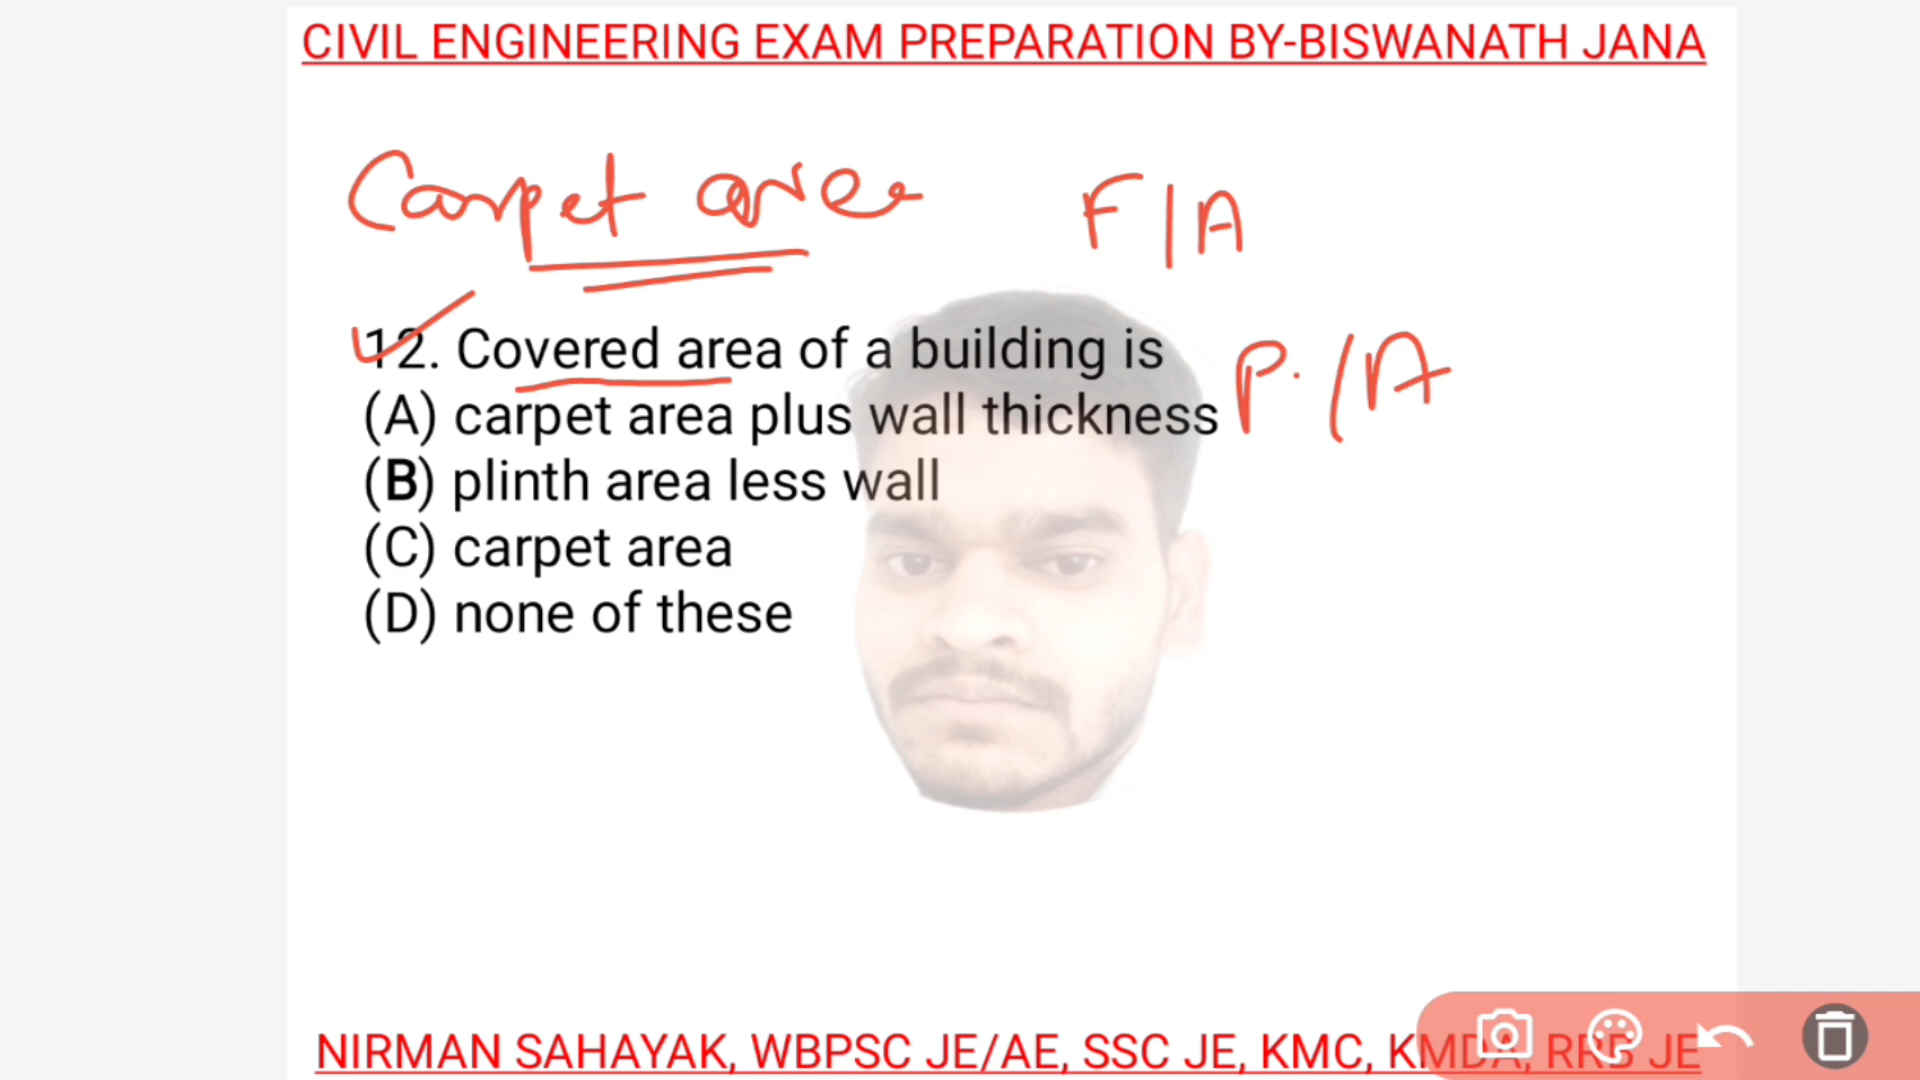 CIVIL ENGINEERING EXAM PREPARATION BY-BISWANATH JANA
Carpet area F/A
12. Covered area of a building is
P./A
(A) carpet area plus wall thickness
(B) plinth area less wall
(C) carpet area
(D) none of these
NIRMAN SAHAYAK, WBPSC JE/AE, SSC JE, KMC, KMDA, RRB JE